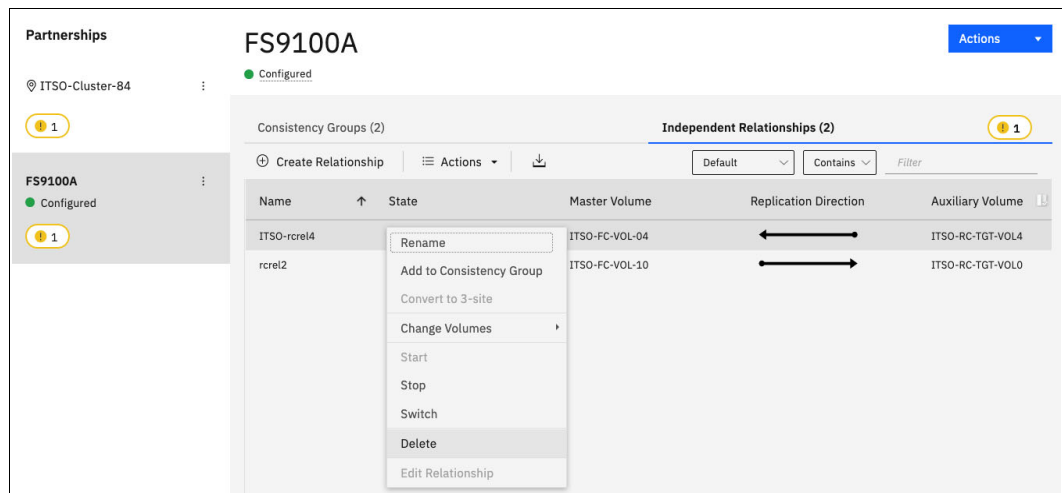 Partnerships
ITSO-Cluster-84
1
FS9100A
Configured
1
FS9100A
Configured
Actions
Consistency Groups (2)
Independent Relationships (2)
1
Create Relationship
Actions
Default
Contains
Filter
Name State Master Volume Replication Direction Auxiliary Volume
ITSO-rcrel4 ITSO-FC-VOL-04 ITSO-RC-TGT-VOL4
rcrel2 ITSO-FC-VOL-10 ITSO-RC-TGT-VOL0
Rename
Add to Consistency Group
Convert to 3-site
Change Volumes
Start
Stop
Switch
Delete
Edit Relationship